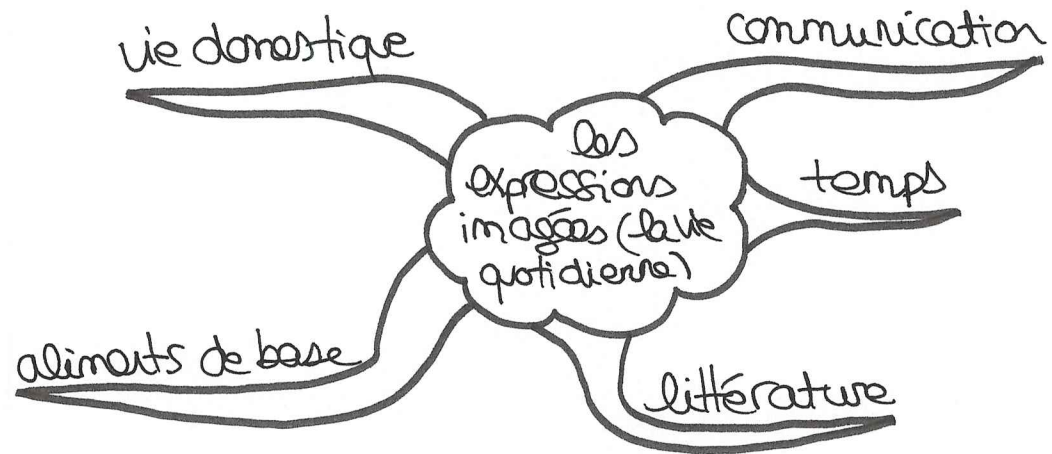 vie domestique
communication
les
expressions
imagées (la vie
quotidienne)
temps
aliments de base
littérature